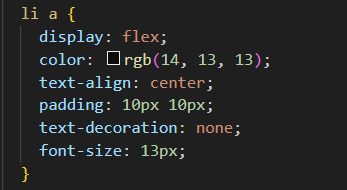 li a {
display: flex;
color: rgb(14, 13, 13);
text-align: center;
padding: 10px 10px;
text-decoration: none;
font-size: 13px;
}